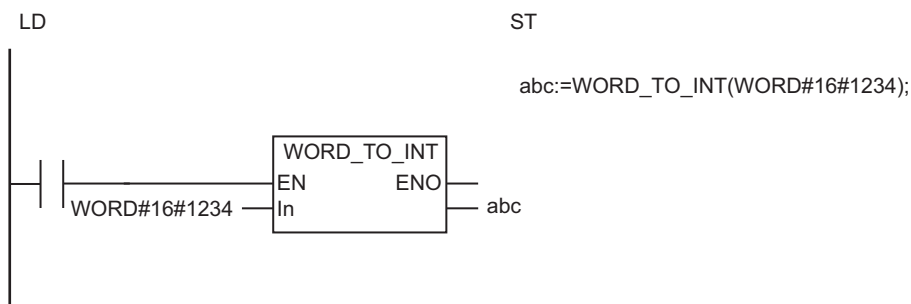 LD
ST
abc:=WORD_TO_INT(WORD#16#1234);
WORD_TO_INT
EN ENO
WORD#16#1234 In abc